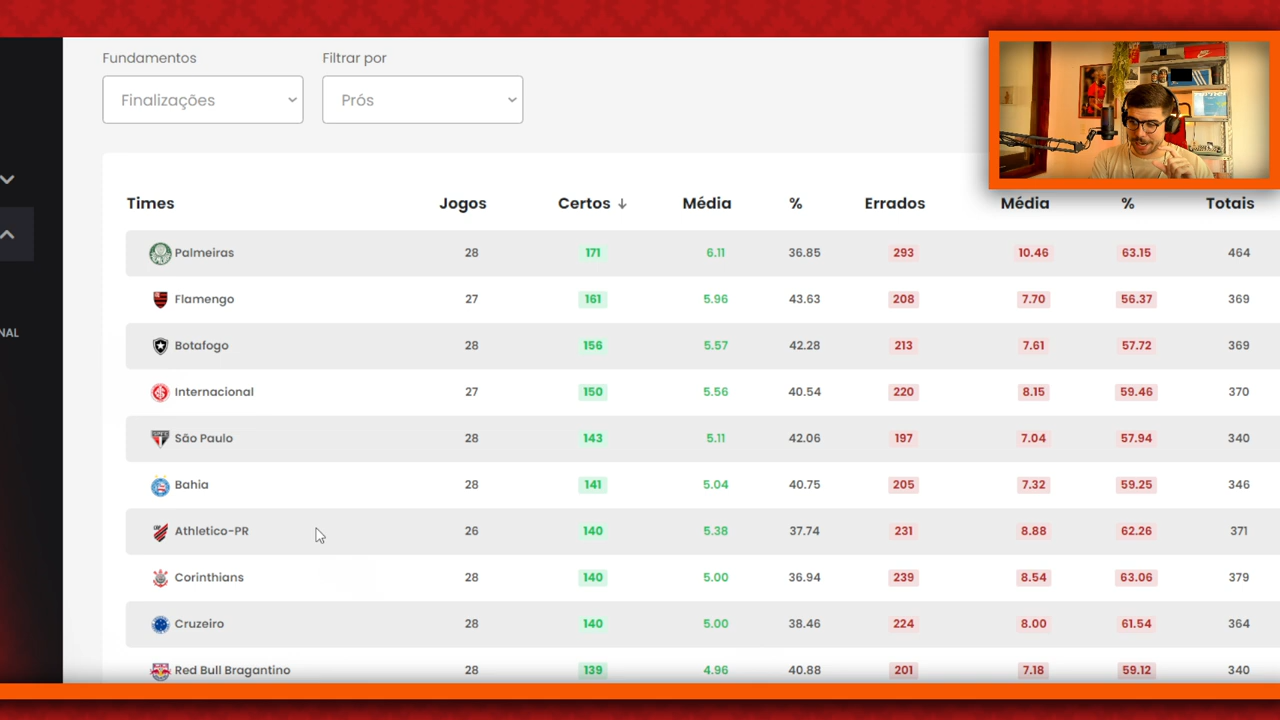 Fundamentos Filtrar por
Finalizações Prós
Times Jogos Certos Média % Errados Média % Totais
Palmeiras 28 171 6.11 36.85 293 10.46 63.15 464
Flamengo 27 161 5.96 43.63 208 7.70 56.37 369
NAL
Botafogo 28 156 5.57 42.28 213 7.61 57.72 369
Internacional 27 150 5.56 40.54 220 8.15 59.46 370
São Paulo 28 143 5.11 42.06 197 7.04 57.94 340
Bahia 28 141 5.04 40.75 205 7.32 59.25 346
Athletico-PR 26 140 5.38 37.74 231 8.88 62.26 371
Corinthians 28 140 5.00 36.94 239 8.54 63.06 379
Cruzeiro 28 140 5.00 38.46 224 8.00 61.54 364
Red Bull Bragantino 28 139 4.96 40.88 201 7.18 59.12 340